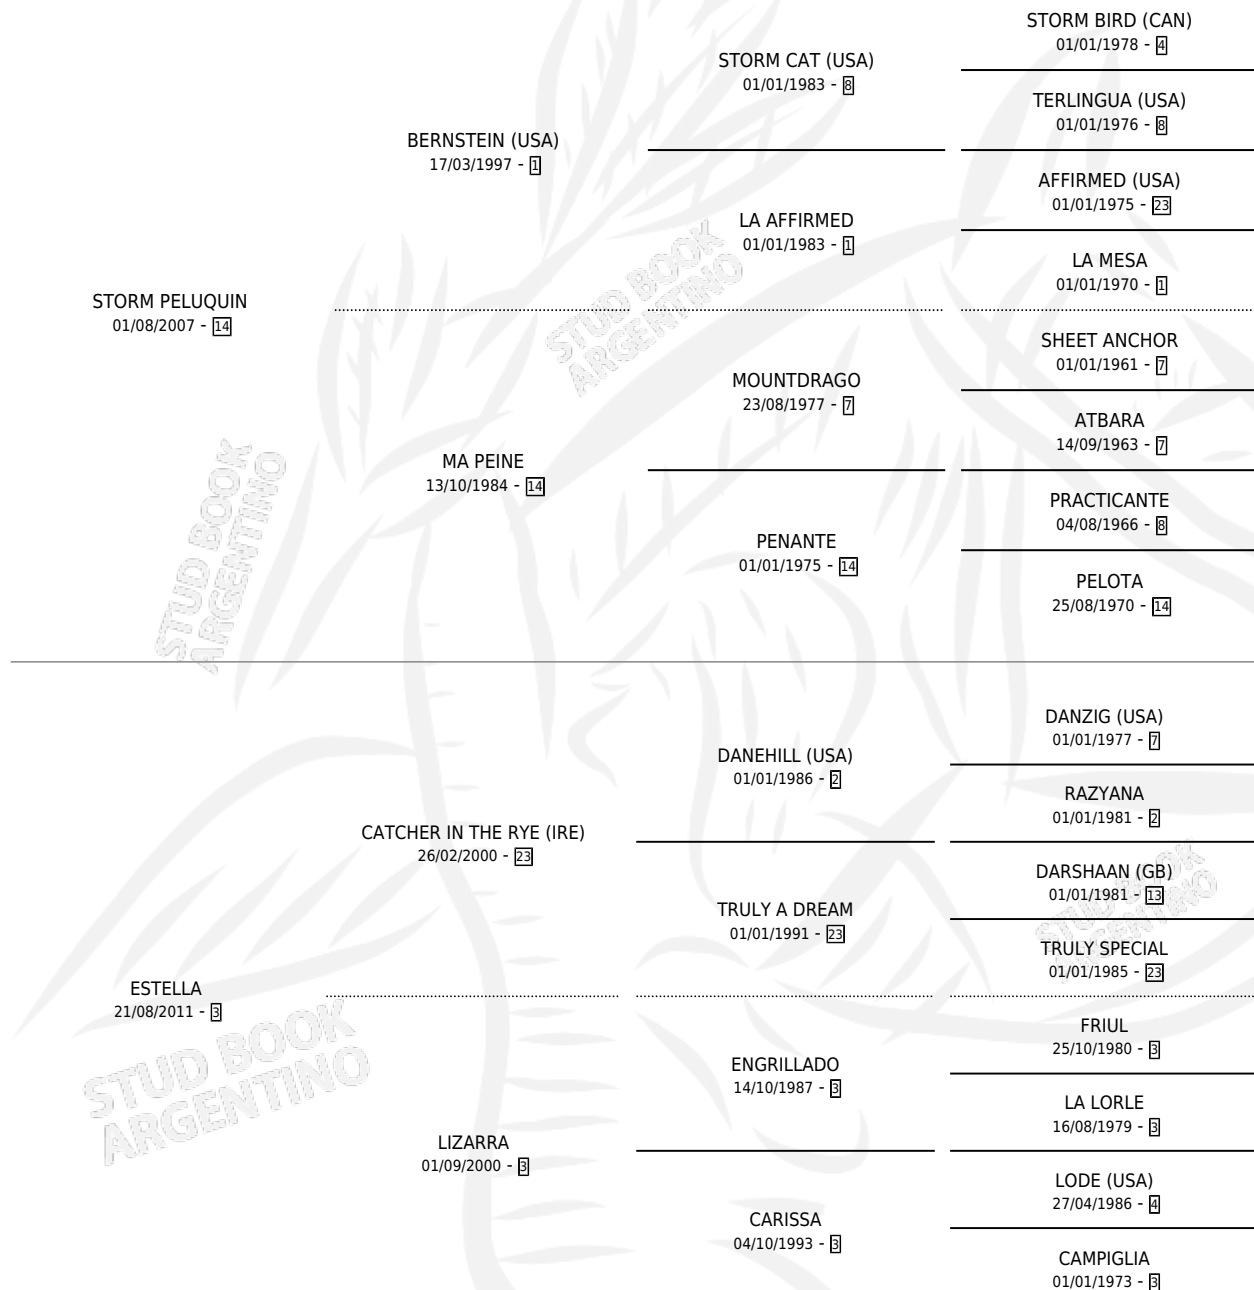 STORM BIRD (CAN)
01/01/1978 - 4
STORM CAT (USA)
01/01/1983 - 8
TERLINGUA (USA)
01/01/1976 - 8
BERNSTEIN (USA)
17/03/1997 - 1
AFFIRMED (USA)
01/01/1975 - 23
LA AFFIRMED
01/01/1983 - 1
LA MESA
01/01/1970 - 1
STORM PELUQUIN
01/08/2007 - 14
SHEET ANCHOR
01/01/1961 - 7
MOUNTDRAGO
23/08/1977 - 7
ATBARA
14/09/1963 - 7
MA PEINE
13/10/1984 - 14
PRACTICANTE
04/08/1966 - 8
PENANTE
01/01/1975 - 14
PELOTA
25/08/1970 - 14
DANZIG (USA)
01/01/1977 - 7
DANEHILL (USA)
01/01/1986 - 2
RAZYANA
01/01/1981 - 2
CATCHER IN THE RYE (IRE)
26/02/2000 - 23
DARSHAAN (GB)
01/01/1981 - 13
TRULY A DREAM
01/01/1991 - 23
TRULY SPECIAL
01/01/1985 - 23
ESTELLA
21/08/2011 - 3
FRIUL
25/10/1980 - 3
ENGRILLADO
14/10/1987 - 3
LA LORLE
16/08/1979 - 3
LIZARRA
01/09/2000 - 3
LODE (USA)
27/04/1986 - 4
CARISSA
04/10/1993 - 3
CAMPIGLIA
01/01/1973 - 3
STUD BOOK
ARGENTINO
STUD BOOK
ARGENTINO
STUD BOOK
ARGENTINO
STUD BOOK
ARGENTINO